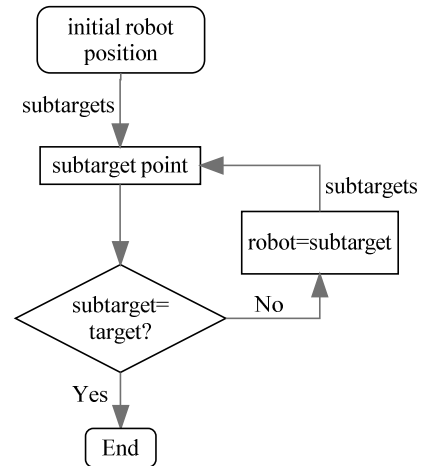 initial robot
position
subtargets
subtarget point
subtargets
robot=subtarget
subtarget=
target?
No
Yes
End